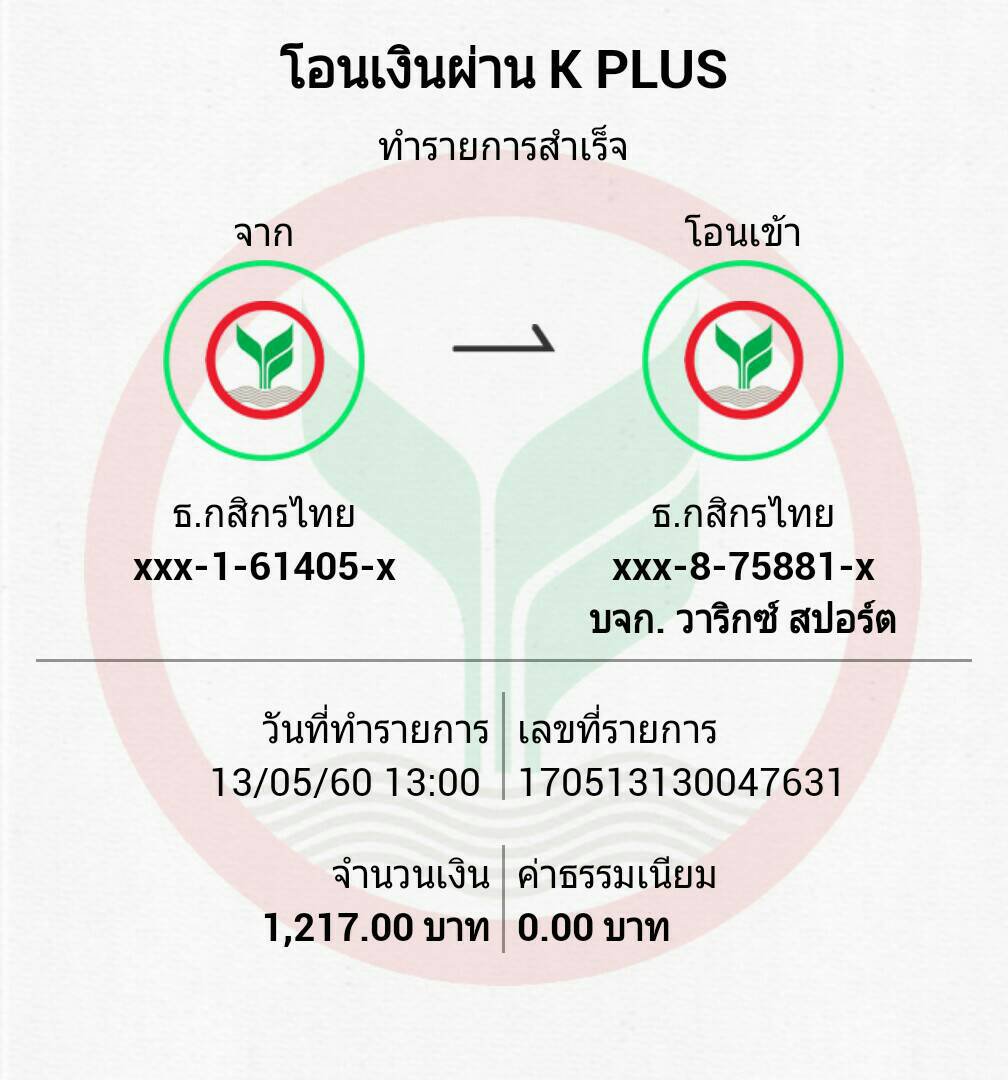 โอนเงินผ่าน K PLUS
ทำรายการสำเร็จ
จาก
โอนเข้า
ธ.กสิกรไทย
xxx-1-61405-x
ธ.กสิกรไทย
xxx-8-75881-x
บจก. วาริกซ์ สปอร์ต
วันที่ทำรายการ
13/05/60 13:00
เลขที่รายการ
170513130047631
จำนวนเงิน
1,217.00 บาท
ค่าธรรมเนียม
0.00 บาท